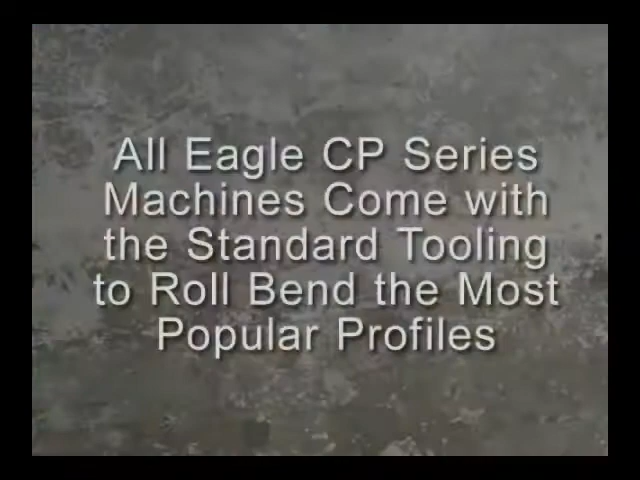 All Eagle CP Series
Machines Come with
the Standard Tooling
to Roll Bend the Most
Popular Profiles